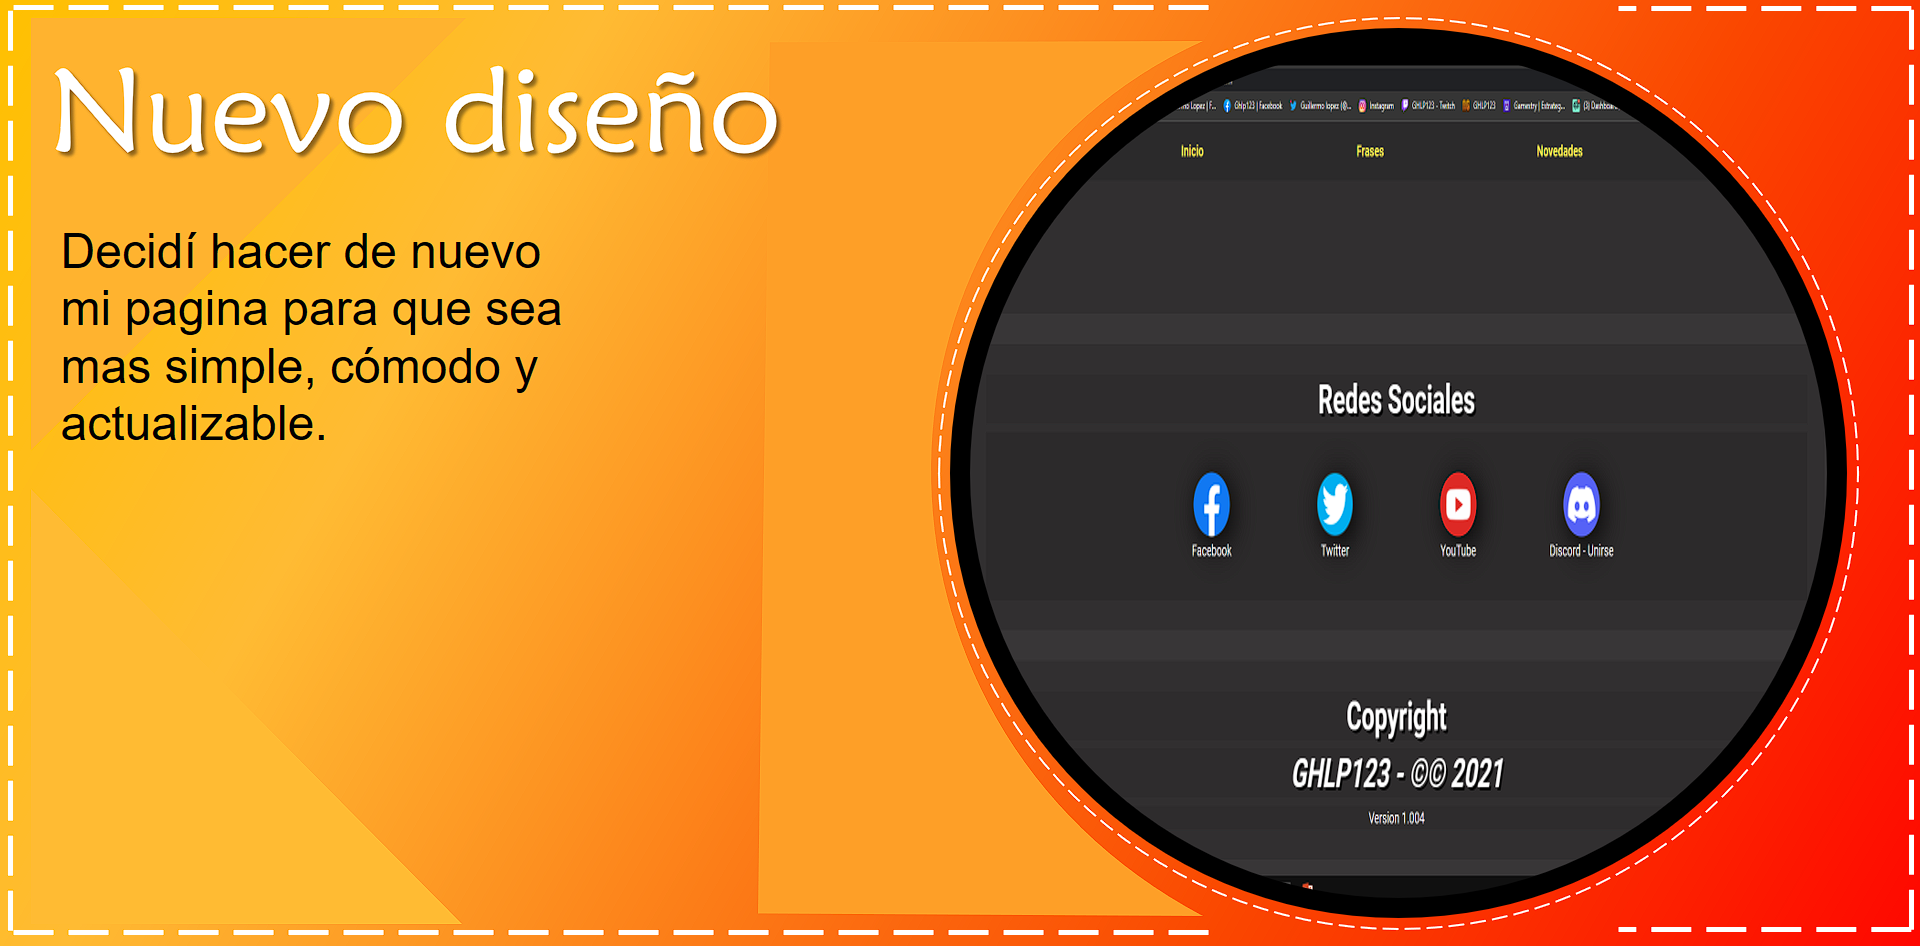 Nuevo diseño
Decidí hacer de nuevo
mi pagina para que sea
mas simple, cómodo y
actualizable.
Lopez | F... Ghlp123 | Facebook Guillermo lopez (@... Instagram GHLP123 - Twitch GHLP123 Gamestry | Estrateg... (3) Dashboard
Inicio Frases Novedades
Redes Sociales
Facebook Twitter YouTube Discord - Unirse
Copyright
GHLP123 - ©© 2021
Version 1.004